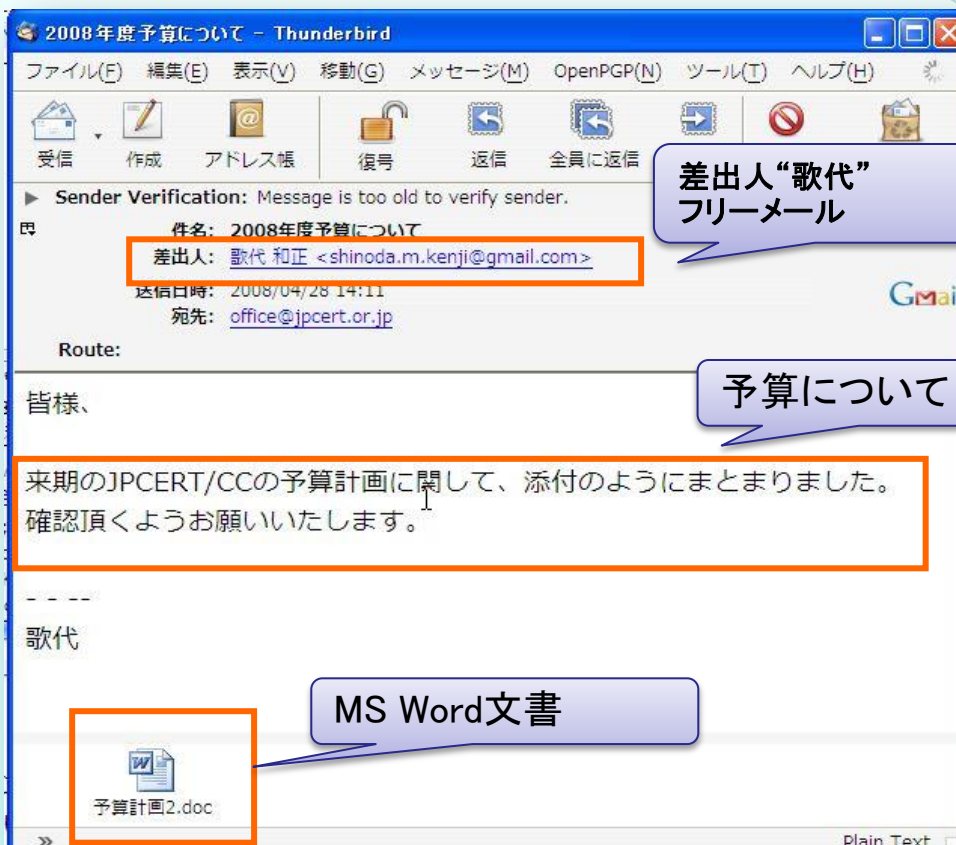 2008年度予算について - Thunderbird
ファイル(F) 編集(E) 表示(V) 移動(G) メッセージ(M) OpenPGP(N) ツール(T) ヘルプ(H)
受信 作成 アドレス帳 復号 返信 全員に返信
差出人“歌代”
フリーメール
Sender Verification: Message is too old to verify sender.
件名: 2008年度予算について
差出人: 歌代 和正 <shinoda.m.kenji@gmail.com>
送信日時: 2008/04/28 14:11
宛先: office@jpcert.or.jp
Gmai
Route:
予算について
皆様、
来期のJPCERT/CCの予算計画に関して、添付のようにまとまりました。
確認頂くようお願いいたします。
- - --
歌代
MS Word文書
予算計画2.doc
Plain Text